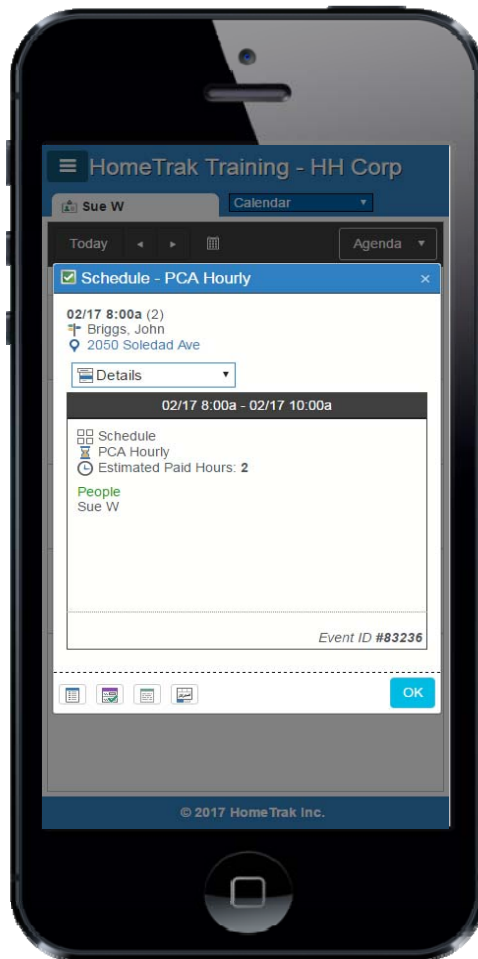 HomeTrak Training - HH Corp
Sue W
Calendar
Today
Agenda
Schedule - PCA Hourly
02/17 8:00a (2)
Briggs, John
2050 Soledad Ave
Details
02/17 8:00a - 02/17 10:00a
Schedule
PCA Hourly
Estimated Paid Hours: 2
People
Sue W
Event ID #83236
OK
© 2017 HomeTrak Inc.